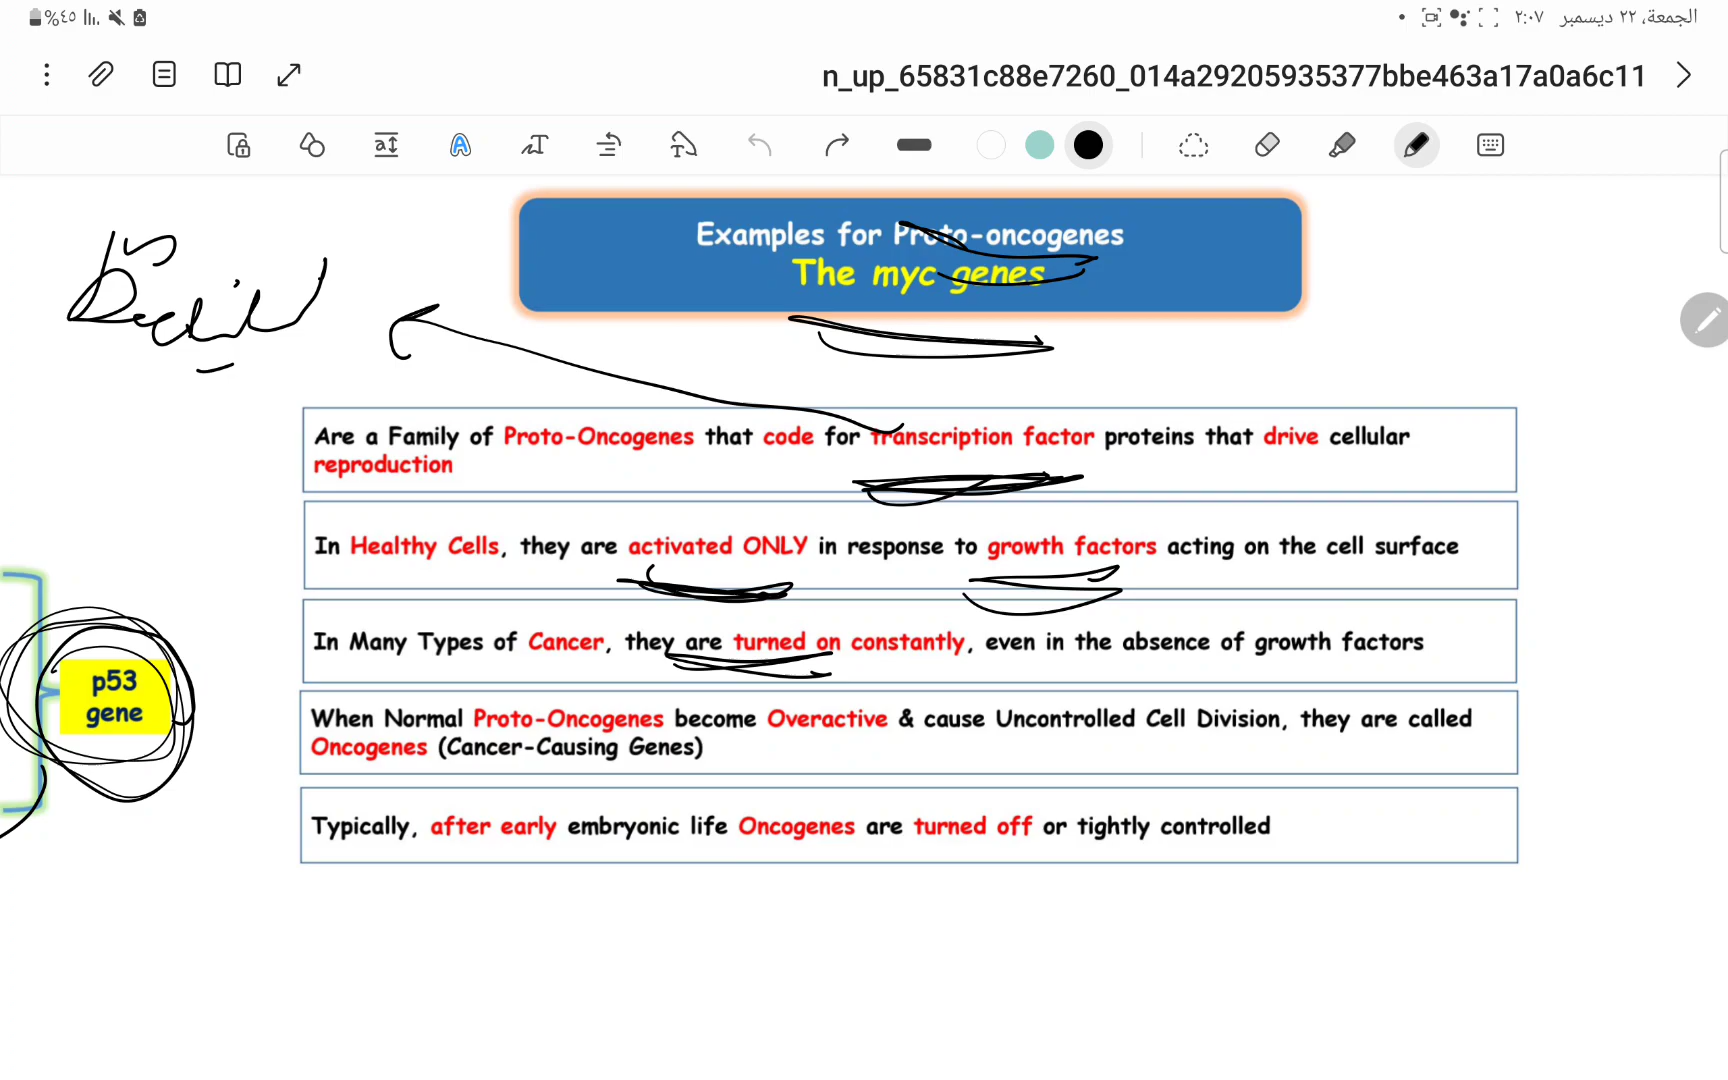 %٤٥
الجمعة، ٢٢ ديسمبر ٢:٠٧
n_up_65831c88e7260_014a29205935377bbe463a17a0a6c11
Examples for Proto-oncogenes
The myc genes
Are a Family of Proto-Oncogenes that code for transcription factor proteins that drive cellular
reproduction
In Healthy Cells, they are activated ONLY in response to growth factors acting on the cell surface
In Many Types of Cancer, they are turned on constantly, even in the absence of growth factors
p53
gene
When Normal Proto-Oncogenes become Overactive & cause Uncontrolled Cell Division, they are called
Oncogenes (Cancer-Causing Genes)
Typically, after early embryonic life Oncogenes are turned off or tightly controlled